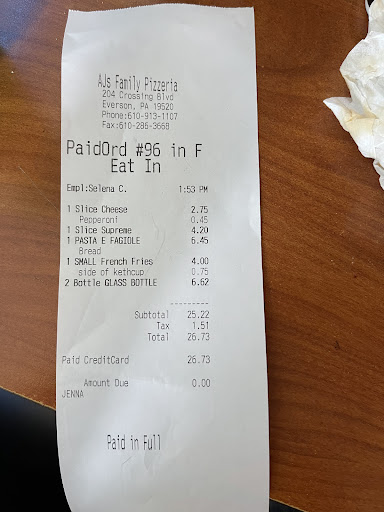 AJs Family Pizzeria
204 Crossing Blvd
Everson, PA 19520
Phone:610-913-1107
Fax:610-286-3668
PaidOrd #96 in F
Eat In
Empl:Selena C. 1:53 PM
1 Slice Cheese 2.75
Pepperoni 0.45
1 Slice Supreme 4.20
1 PASTA E FAGIOLE 6.45
Bread
1 SMALL French Fries 4.00
side of kethcup 0.75
2 Bottle GLASS BOTTLE 6.62
---------
Subtotal 25.22
Tax 1.51
Total 26.73
Paid CreditCard 26.73
Amount Due 0.00
JENNA
Paid in Full